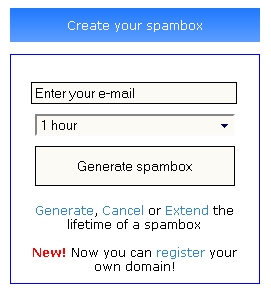 Create your spambox
Enter your e-mail
1 hour
Generate spambox
Generate, Cancel or Extend the
lifetime of a spambox
New! Now you can register your
own domain!